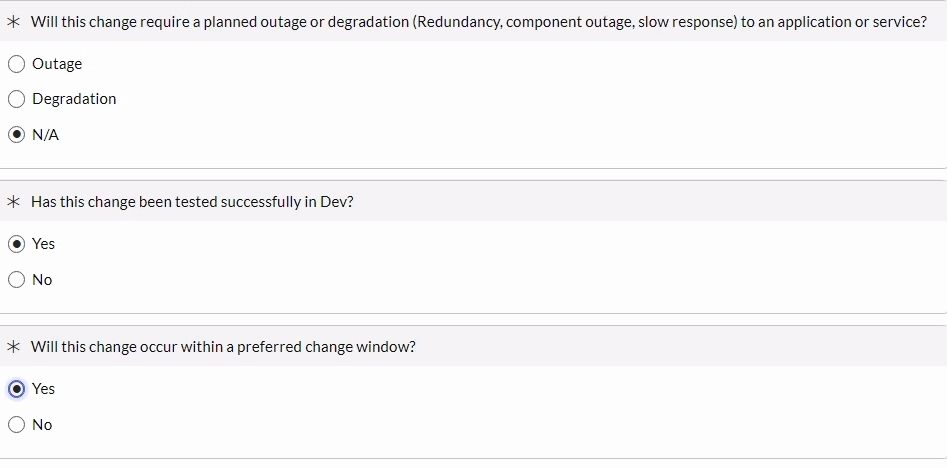 * Will this change require a planned outage or degradation (Redundancy, component outage, slow response) to an application or service?
Outage
Degradation
N/A
* Has this change been tested successfully in Dev?
Yes
No
* Will this change occur within a preferred change window?
Yes
No